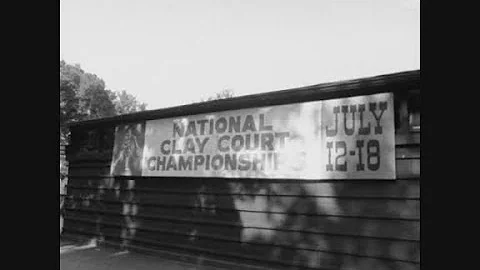 NATIONAL
CLAY COURT
CHAMPIONSHIPS
JULY
12-18